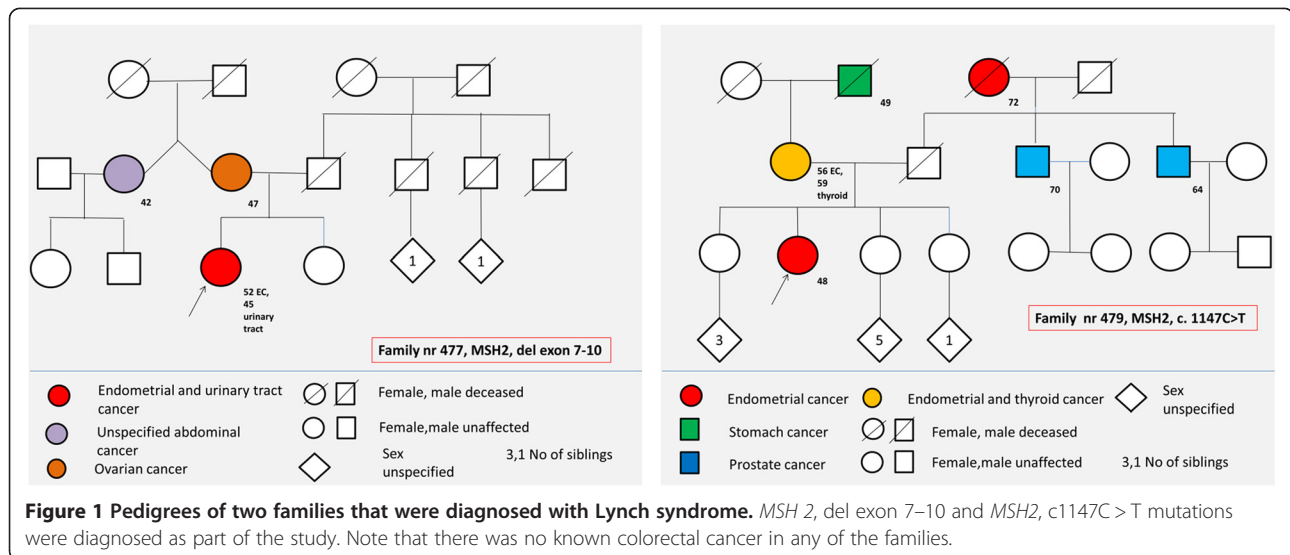 49
72
42
47
56 EC,
59
thyroid
70
64
1
1
52 EC,
45
urinary
tract
48
Family nr 477, MSH2, del exon 7-10
Family nr 479, MSH2, c. 1147C>T
3
5
1
Endometrial and urinary tract
cancer
Unspecified abdominal
cancer
Ovarian cancer
Female, male deceased
Female,male unaffected
Sex
unspecified
3,1 No of siblings
Endometrial cancer
Stomach cancer
Prostate cancer
Endometrial and thyroid cancer
Female, male deceased
Female,male unaffected
Sex
unspecified
3,1 No of siblings
Figure 1 Pedigrees of two families that were diagnosed with Lynch syndrome. MSH 2, del exon 7–10 and MSH2, c1147C > T mutations
were diagnosed as part of the study. Note that there was no known colorectal cancer in any of the families.